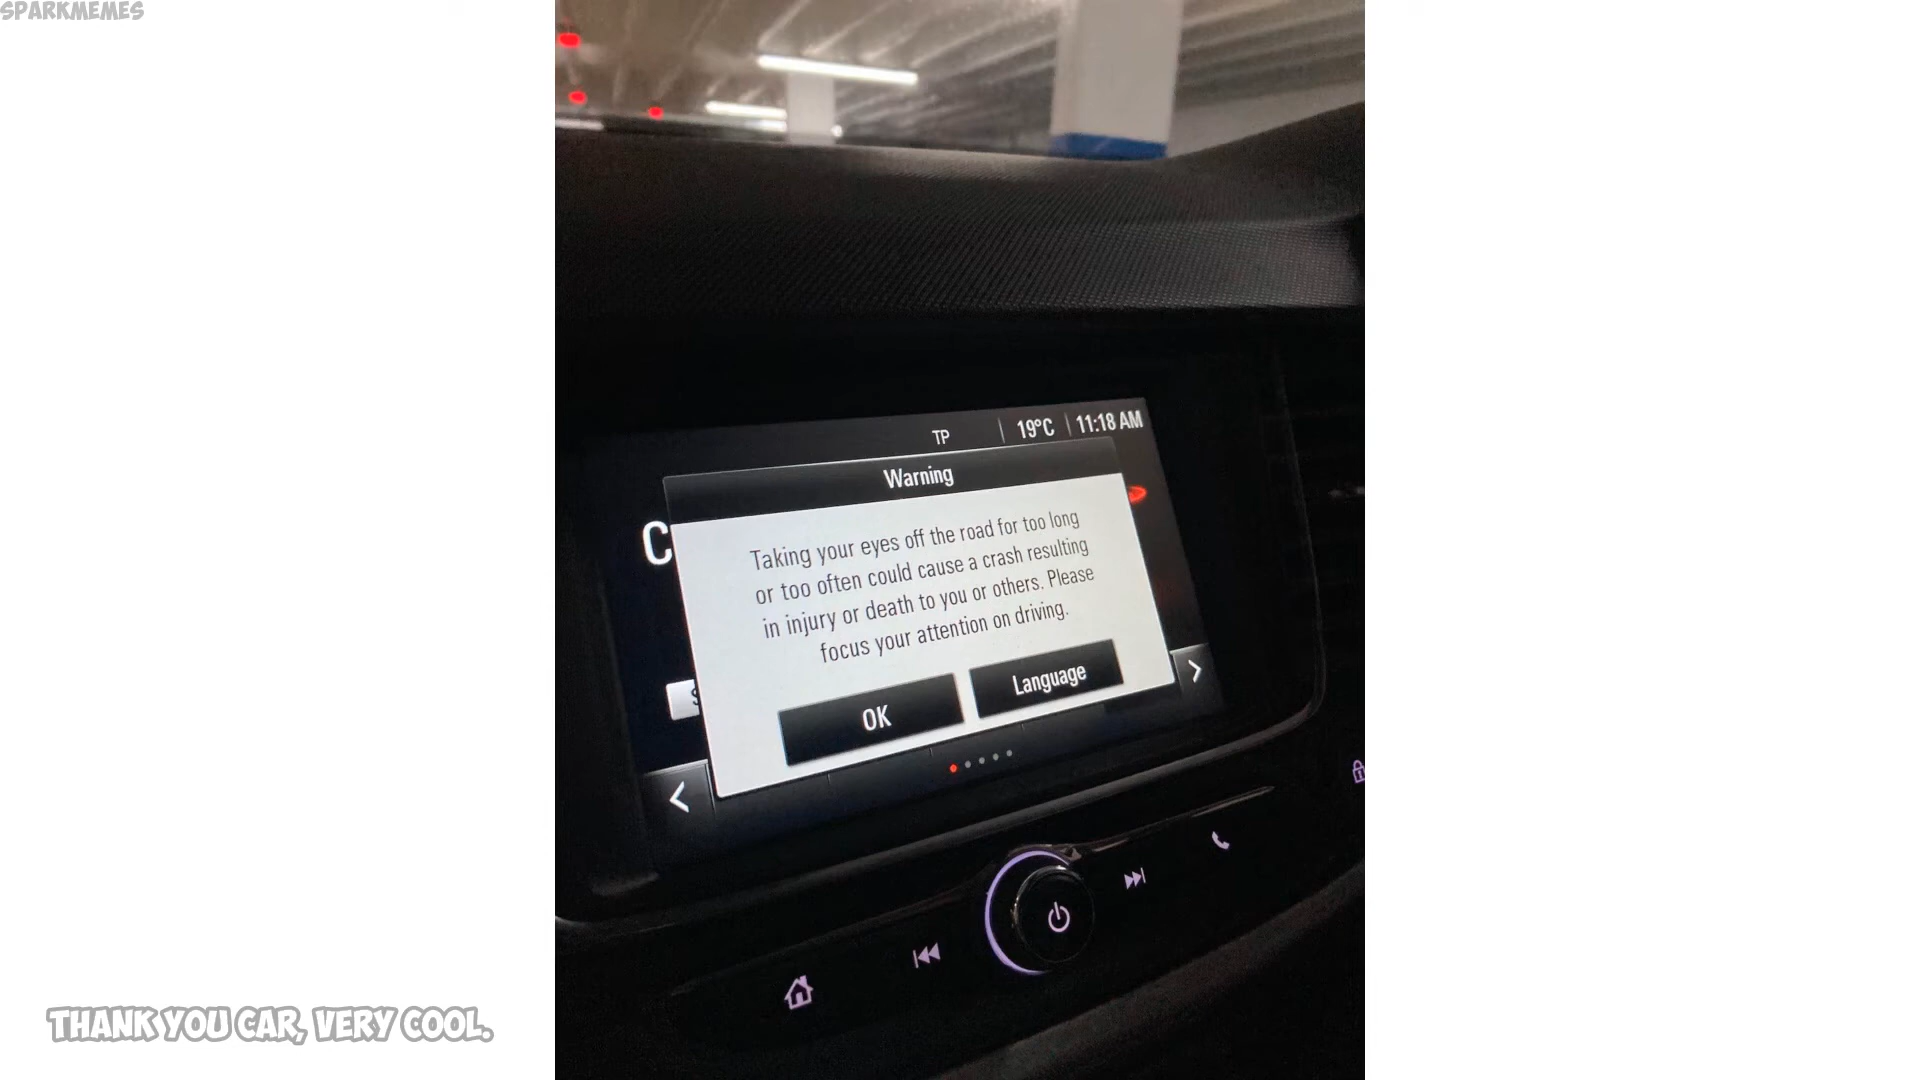 SPARKMEMES
TP
19°C
11:18 AM
Warning
C
Taking your eyes off the road for too long
or too often could cause a crash resulting
in injury or death to you or others. Please
focus your attention on driving.
OK
Language
THANK YOU CAR, VERY COOL.